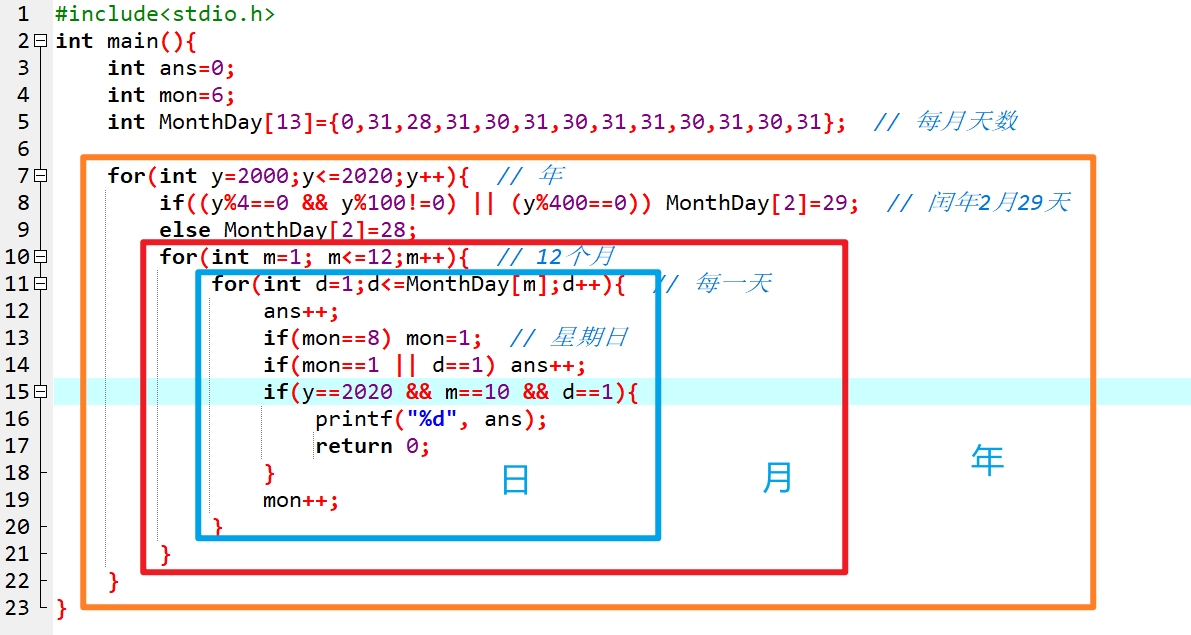 1 #include<stdio.h>
2 int main(){
3 int ans=0;
4 int mon=6;
5 int MonthDay[13]={0,31,28,31,30,31,30,31,31,30,31,30,31}; // 每月天数
6
7 for(int y=2000;y<=2020;y++){ // 年
8 if((y%4==0 && y%100!=0) || (y%400==0)) MonthDay[2]=29; // 闰年2月29天
9 else MonthDay[2]=28;
10 for(int m=1; m<=12;m++){ // 12个月
11 for(int d=1;d<=MonthDay[m];d++){ // 每一天
12 ans++;
13 if(mon==8) mon=1; // 星期日
14 if(mon==1 || d==1) ans++;
15 if(y==2020 && m==10 && d==1){
16 printf("%d", ans);
17 return 0;
18 }
19 mon++;
20 }
21 }
22 }
23 }
日
月
年